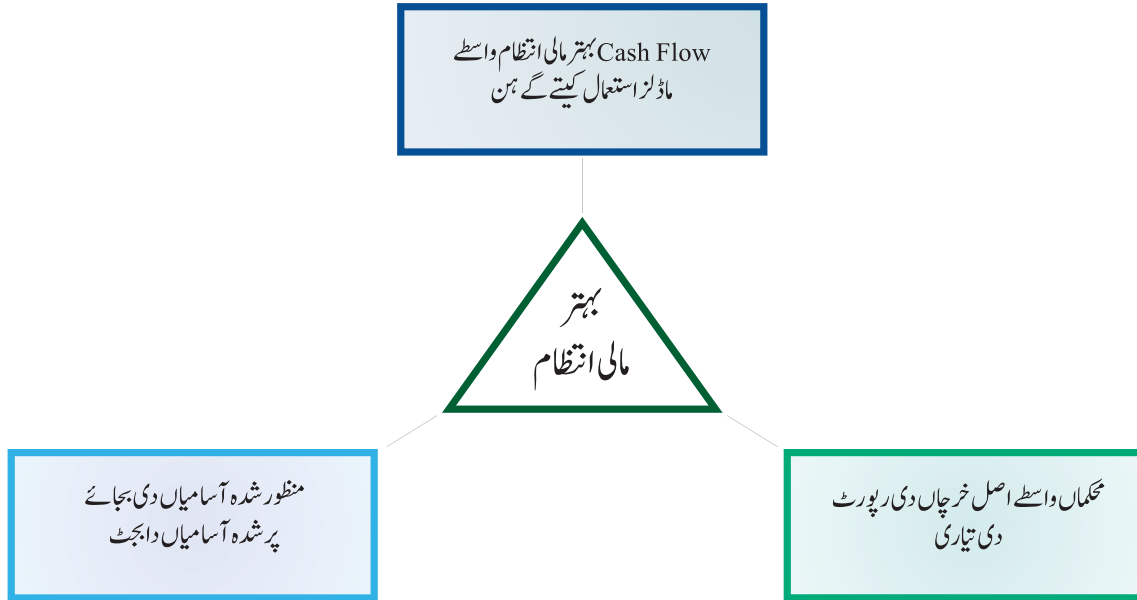 بہتر مالی انتظام واسطے Cash Flow
ماڈلز استعمال کیتے گے ہن
بہتر
مالی انتظام
محکماں واسطے اصل خرچاں دی رپورٹ
دی تیاری
منظور شدہ آسامیاں دی بجائے
پر شدہ آسامیاں دا بجٹ